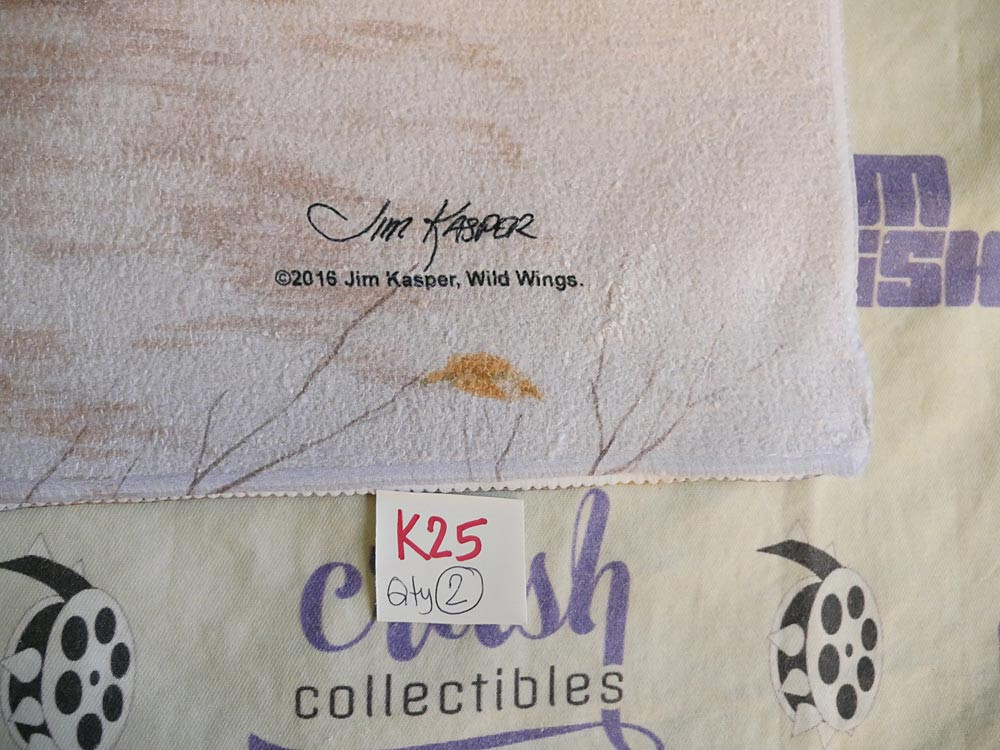 Jim Kasper
©2016 Jim Kasper, Wild Wings.
K25
Qty 2
collectibles